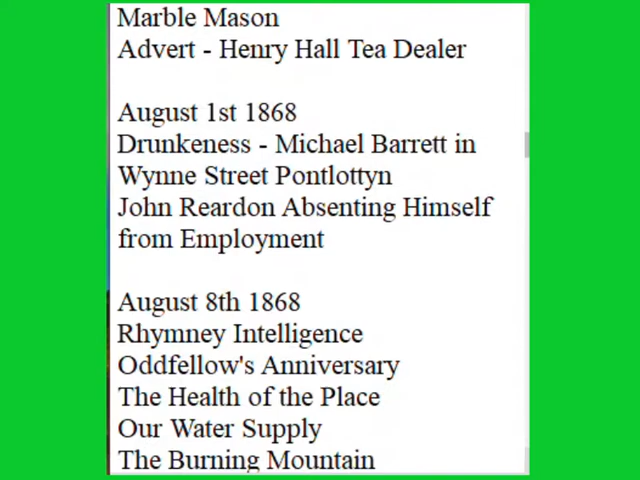 Marble Mason
Advert - Henry Hall Tea Dealer
August 1st 1868
Drunkeness - Michael Barrett in
Wynne Street Pontlottyn
John Reardon Absenting Himself
from Employment
August 8th 1868
Rhymney Intelligence
Oddfellow's Anniversary
The Health of the Place
Our Water Supply
The Burning Mountain